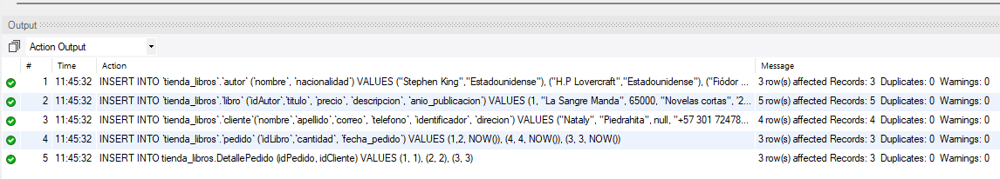 Output
Action Output
# Time Action Message
1 11:45:32 INSERT INTO `tienda_libros`.`autor` (`nombre`, `nacionalidad`) VALUES ("Stephen King","Estadounidense"), ("H.P Lovercraft","Estadounidense"), ("Fiódor ... 3 row(s) affected Records: 3 Duplicates: 0 Warnings: 0
2 11:45:32 INSERT INTO `tienda_libros`.`libro` (`idAutor`,`titulo`, `precio`, `descripcion`, `anio_publicacion`) VALUES (1, "La Sangre Manda", 65000, "Novelas cortas", "2... 5 row(s) affected Records: 5 Duplicates: 0 Warnings: 0
3 11:45:32 INSERT INTO `tienda_libros`.`cliente`(`nombre`,`apellido`,`correo`, `telefono`, `identificador`, `direcion`) VALUES ("Nataly", "Piedrahita", null, "+57 301 72478... 4 row(s) affected Records: 4 Duplicates: 0 Warnings: 0
4 11:45:32 INSERT INTO `tienda_libros`.`pedido` (`idLibro`,`cantidad`, `fecha_pedido`) VALUES (1,2, NOW()), (4, 4, NOW()), (3, 3, NOW()) 3 row(s) affected Records: 3 Duplicates: 0 Warnings: 0
5 11:45:32 INSERT INTO tienda_libros.DetallePedido (idPedido, idCliente) VALUES (1, 1), (2, 2), (3, 3) 3 row(s) affected Records: 3 Duplicates: 0 Warnings: 0